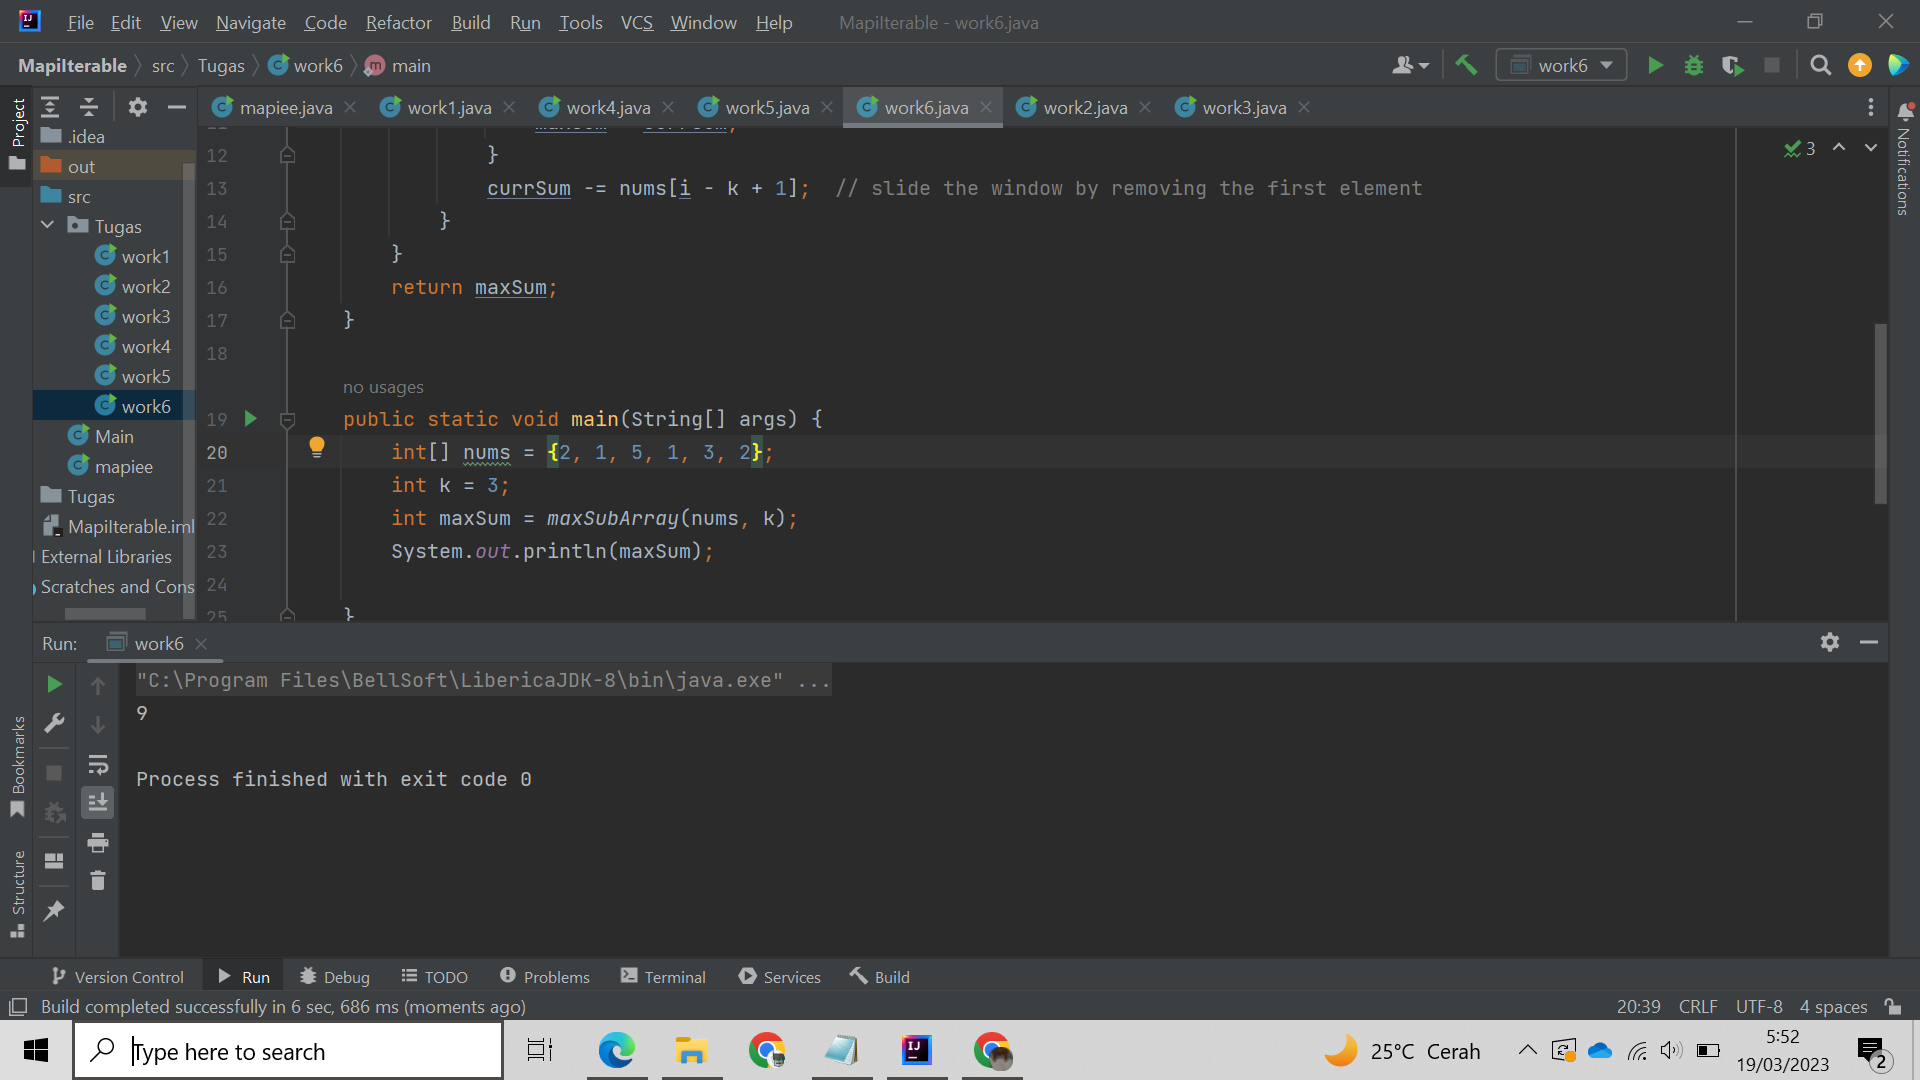 File Edit View Navigate Code Refactor Build Run Tools VCS Window Help MapiIterable - work6.java
MapiIterable src Tugas work6 main work6
Project
mapiee.java work1.java work4.java work5.java work6.java work2.java work3.java
.idea
out
src
Tugas
work1
work2
work3
work4
work5
work6
Main
mapiee
Tugas
MapiIterable.iml
External Libraries
Scratches and Cons
12 }
13 currSum -= nums[i - k + 1]; // slide the window by removing the first element
14 }
15 }
16 return maxSum;
17 }
18
no usages
19 public static void main(String[] args) {
20 int[] nums = {2, 1, 5, 1, 3, 2};
21 int k = 3;
22 int maxSum = maxSubArray(nums, k);
23 System.out.println(maxSum);
24
25 }
3
Notifications
Run: work6
"C:\Program Files\BellSoft\LibericaJDK-8\bin\java.exe" ...
9
Process finished with exit code 0
Bookmarks
Structure
Version Control Run Debug TODO Problems Terminal Services Build
Build completed successfully in 6 sec, 686 ms (moments ago) 20:39 CRLF UTF-8 4 spaces
Type here to search
25°C Cerah
5:52
19/03/2023
2